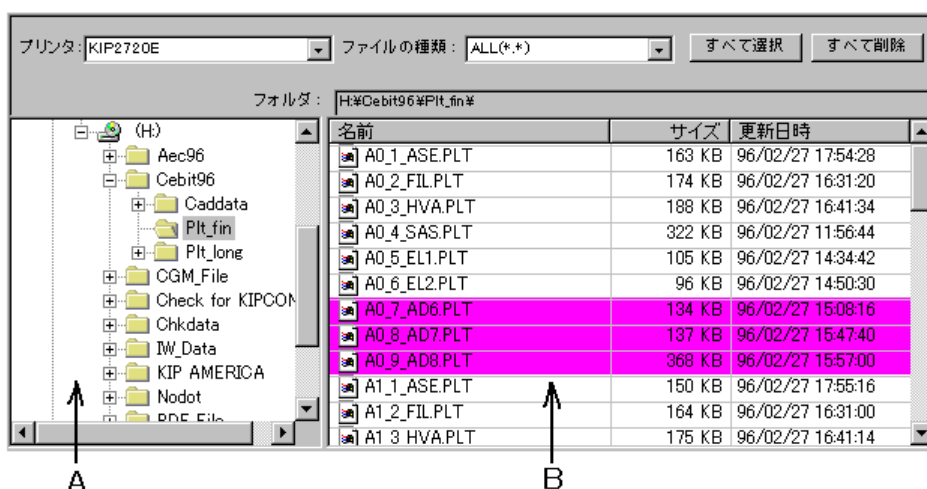 プリンタ: KIP2720E ファイルの種類: ALL(*.*) すべて選択 すべて削除
フォルダ: H:¥Cebit96¥Plt_fin¥
(H:)
Aec96
Cebit96
Caddata
Plt_fin
Plt_long
CGM_File
Check for KIPCON
Chkdata
IW_Data
KIP AMERICA
Nodot
PDF_File
名前 サイズ 更新日時
A0_1_ASE.PLT 163 KB 96/02/27 17:54:28
A0_2_FIL.PLT 174 KB 96/02/27 16:31:20
A0_3_HVA.PLT 188 KB 96/02/27 16:41:34
A0_4_SAS.PLT 322 KB 96/02/27 11:56:44
A0_5_EL1.PLT 105 KB 96/02/27 14:34:42
A0_6_EL2.PLT 96 KB 96/02/27 14:50:30
A0_7_AD6.PLT 134 KB 96/02/27 15:08:16
A0_8_AD7.PLT 137 KB 96/02/27 15:47:40
A0_9_AD8.PLT 368 KB 96/02/27 15:57:00
A1_1_ASE.PLT 150 KB 96/02/27 17:55:16
A1_2_FIL.PLT 164 KB 96/02/27 16:31:00
A1_3_HVA.PLT 175 KB 96/02/27 16:41:14
A B